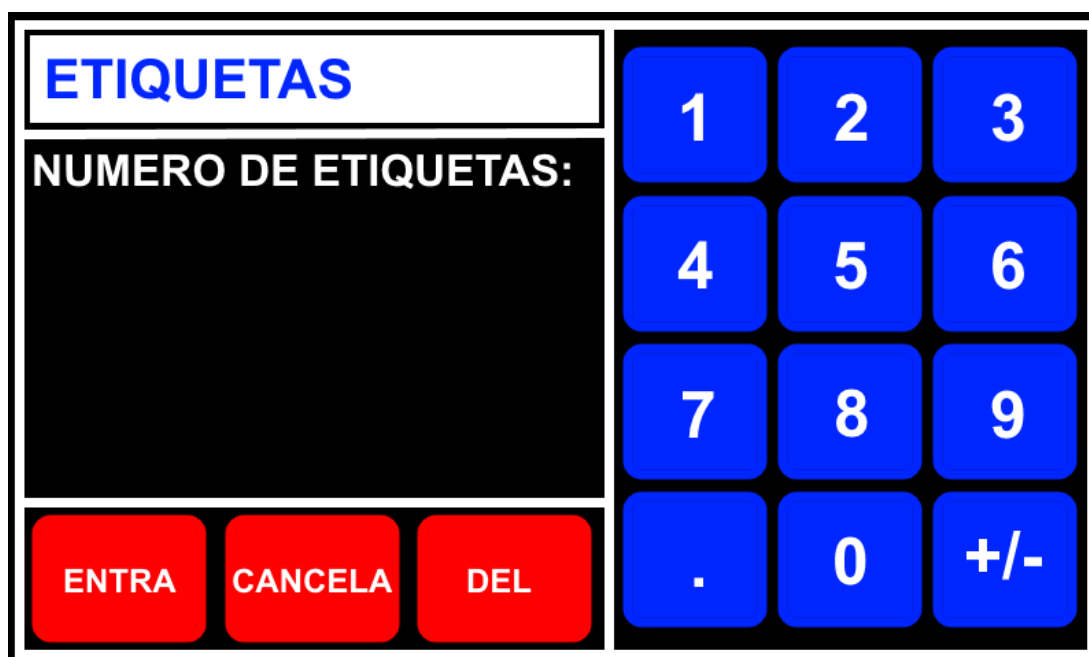 ETIQUETAS
NUMERO DE ETIQUETAS:
ENTRA CANCELA DEL
1 2 3
4 5 6
7 8 9
. 0 +/-